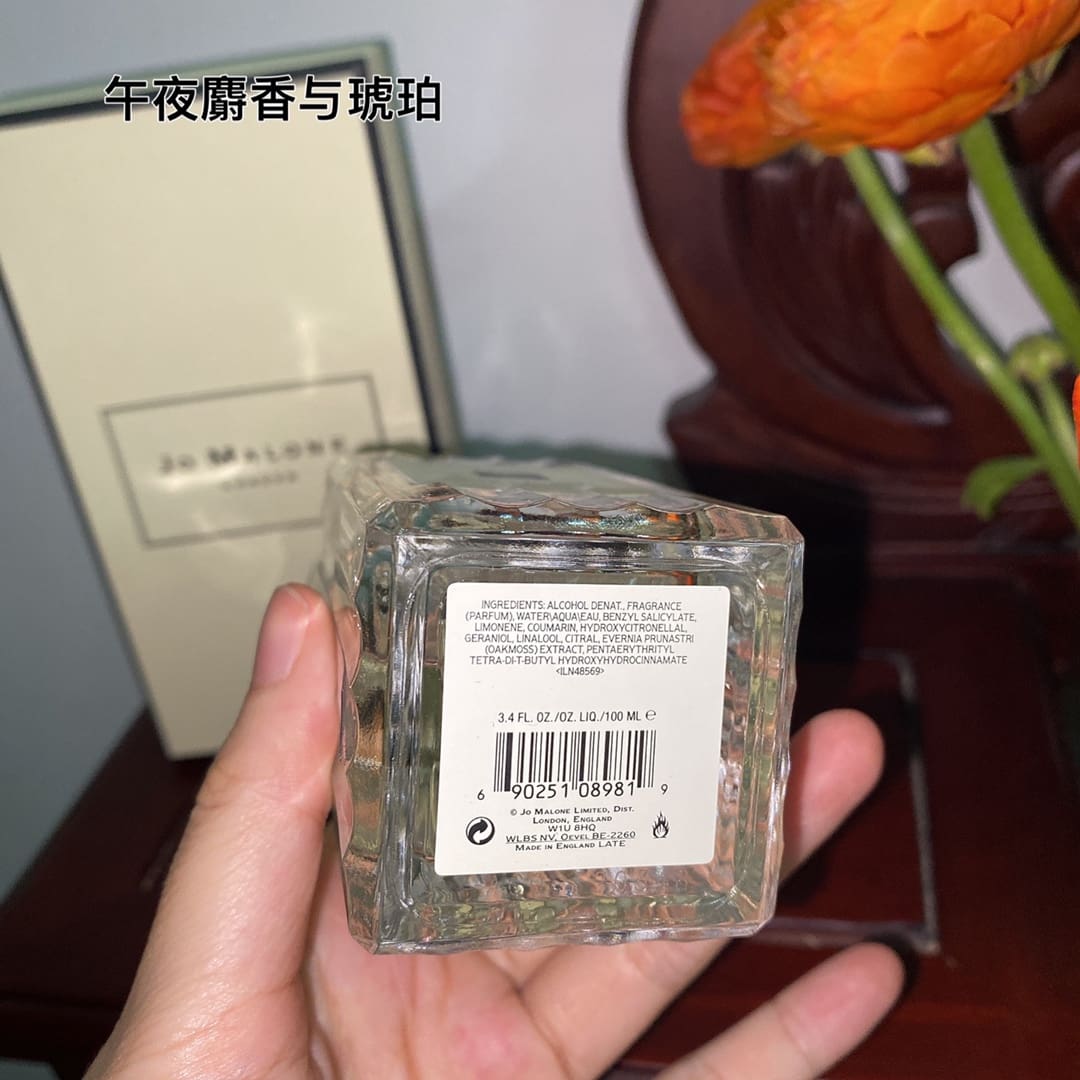 午夜麝香与琥珀
JO MALONE
LONDON
INGREDIENTS: ALCOHOL DENAT., FRAGRANCE
(PARFUM), WATER\AQUA\EAU, BENZYL SALICYLATE,
LIMONENE, COUMARIN, HYDROXYCITRONELLAL,
GERANIOL, LINALOOL, CITRAL, EVERNIA PRUNASTRI
(OAKMOSS) EXTRACT, PENTAERYTHRITYL
TETRA-DI-T-BUTYL HYDROXYHYDROCINNAMATE
<ILN48569>
3.4 FL. OZ./OZ. LIQ./100 ML ℮
6 90251 08981 9
© JO MALONE LIMITED, DIST.
LONDON, ENGLAND
W1U 8HQ
WLBS NV, OEVEL BE-2260
MADE IN ENGLAND LATE